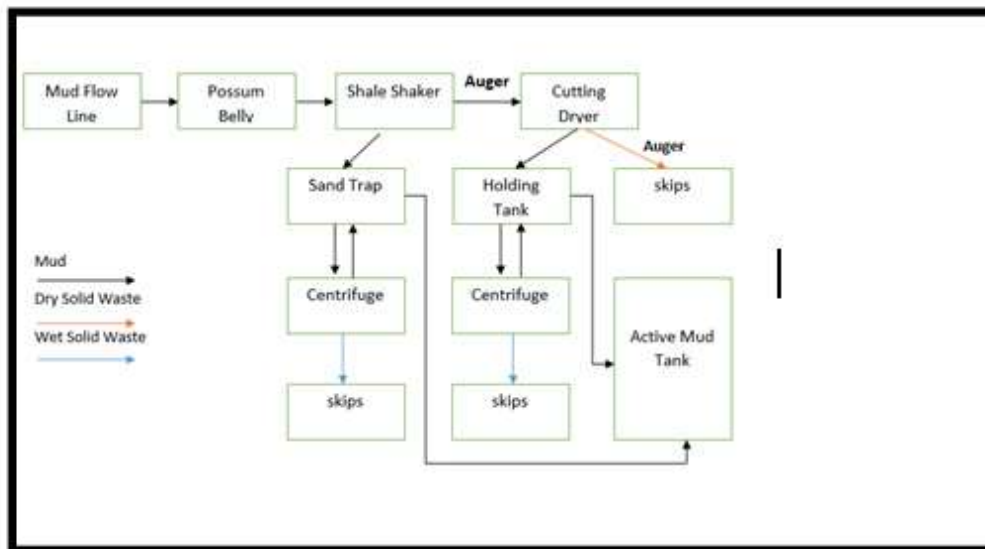 Auger
Mud Flow
Line
Possum
Belly
Shale Shaker
Cutting
Dryer
Auger
Sand Trap
Holding
Tank
skips
Mud
Dry Solid Waste
Wet Solid Waste
Centrifuge
Centrifuge
Active Mud
Tank
skips
skips